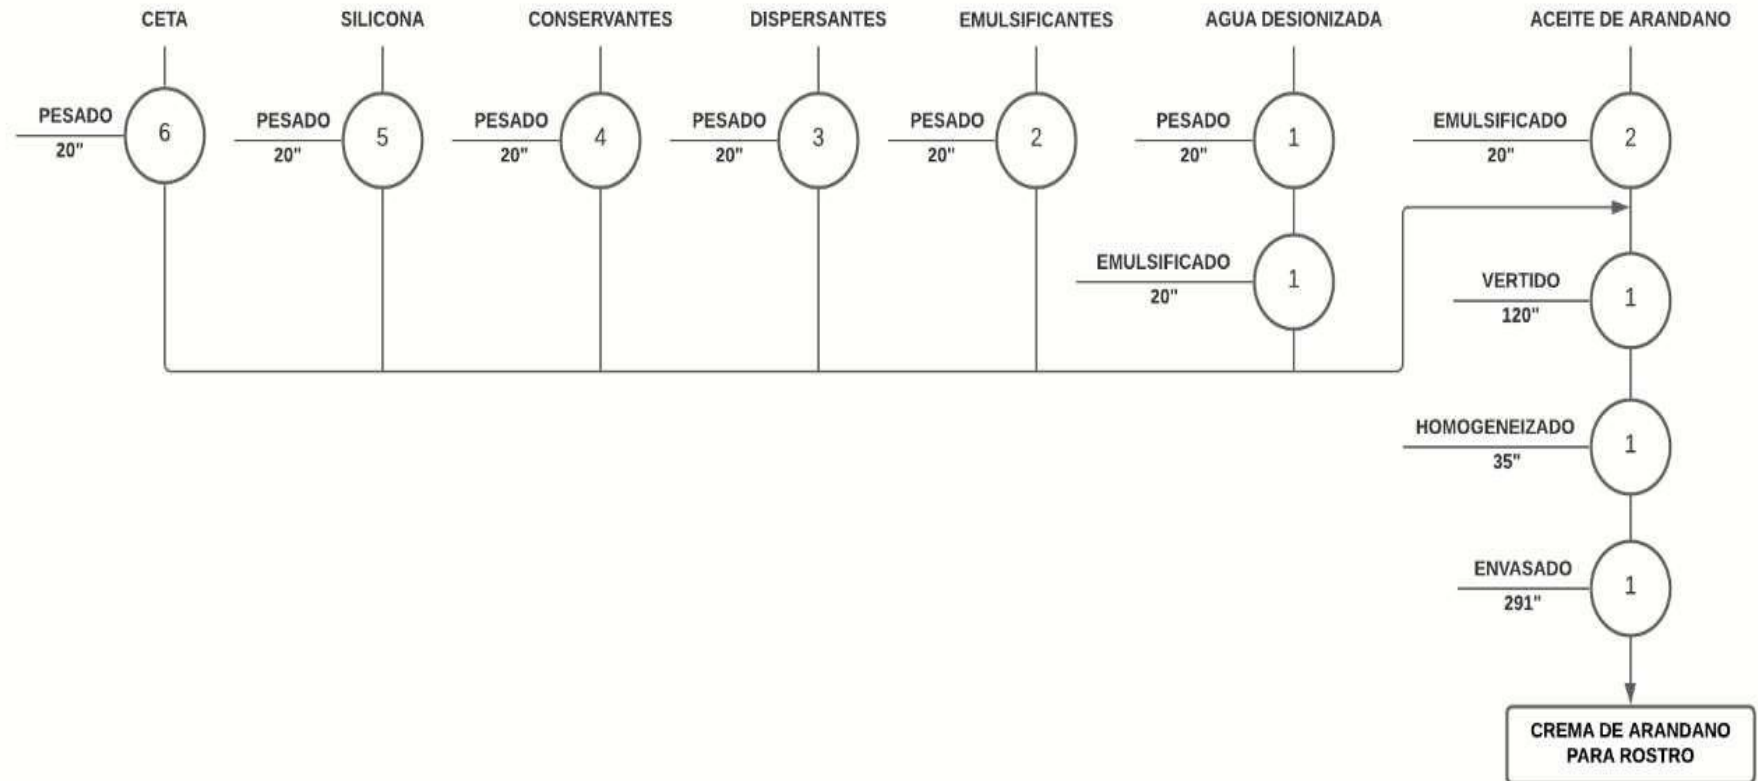 CETA
SILICONA
CONSERVANTES
DISPERSANTES
EMULSIFICANTES
AGUA DESIONIZADA
ACEITE DE ARANDANO
PESADO
20"
6
PESADO
20"
5
PESADO
20"
4
PESADO
20"
3
PESADO
20"
2
PESADO
20"
1
EMULSIFICADO
20"
2
EMULSIFICADO
20"
1
VERTIDO
120"
1
HOMOGENEIZADO
35"
1
ENVASADO
291"
1
CREMA DE ARANDANO
PARA ROSTRO